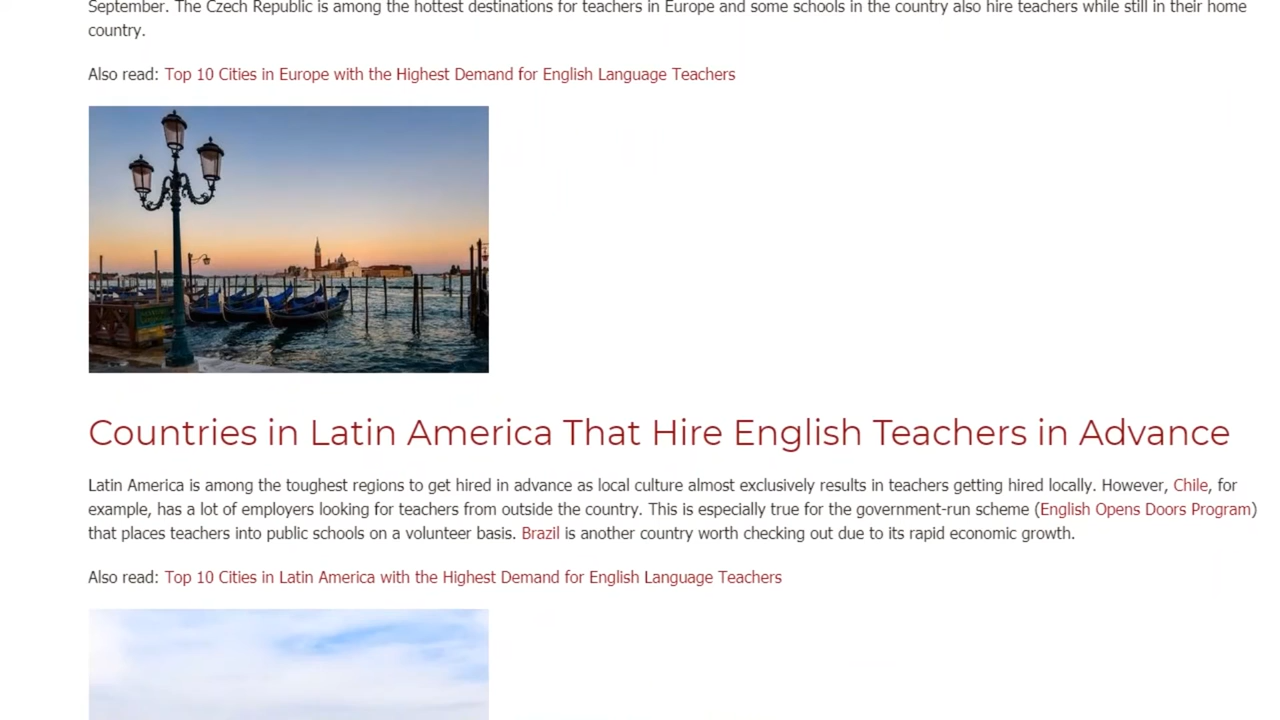 September. The Czech Republic is among the hottest destinations for teachers in Europe and some schools in the country also hire teachers while still in their home
country.
Also read: Top 10 Cities in Europe with the Highest Demand for English Language Teachers
Countries in Latin America That Hire English Teachers in Advance
Latin America is among the toughest regions to get hired in advance as local culture almost exclusively results in teachers getting hired locally. However, Chile, for
example, has a lot of employers looking for teachers from outside the country. This is especially true for the government-run scheme (English Opens Doors Program)
that places teachers into public schools on a volunteer basis. Brazil is another country worth checking out due to its rapid economic growth.
Also read: Top 10 Cities in Latin America with the Highest Demand for English Language Teachers